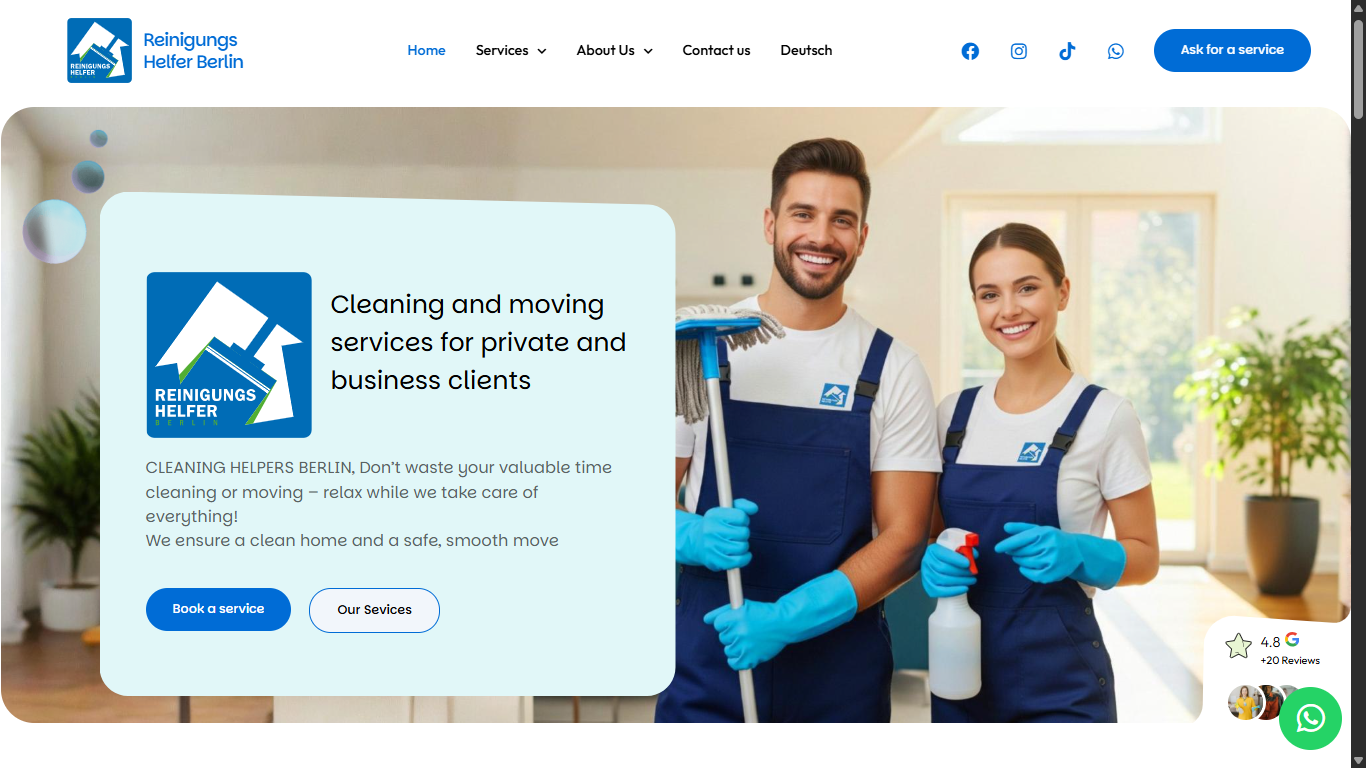 REINIGUNGS
HELFER
Reinigungs
Helfer Berlin
Home
Services
About Us
Contact us
Deutsch
Ask for a service
REINIGUNGS
HELFER
BERLIN
Cleaning and moving
services for private and
business clients
CLEANING HELPERS BERLIN, Don’t waste your valuable time
cleaning or moving – relax while we take care of
everything!
We ensure a clean home and a safe, smooth move
Book a service
Our Sevices
4.8
+20 Reviews